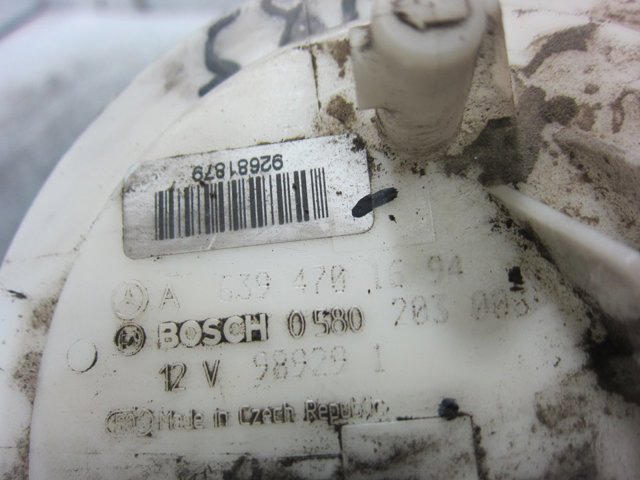 92681879
A 639 470 16 94
BOSCH 0 580 203 003
12 V 98929 1
Made in Czech Republic